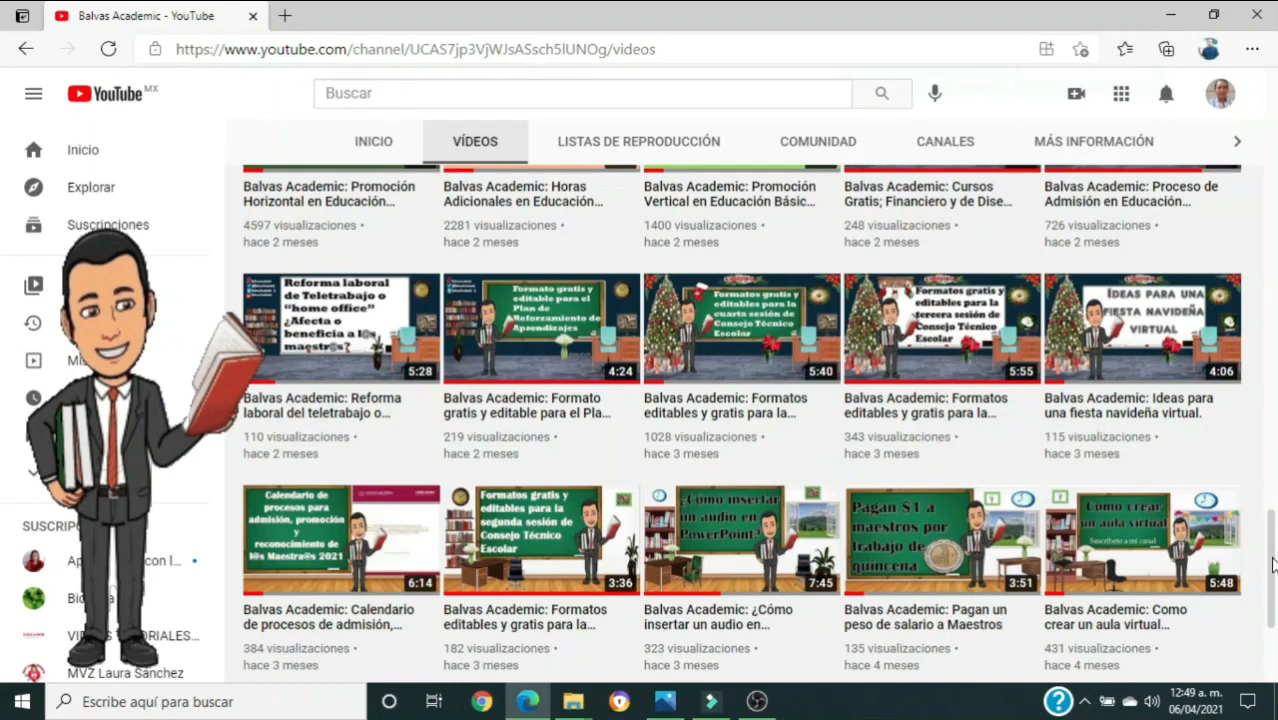 Balvas Academic - YouTube
https://www.youtube.com/channel/UCAS7jp3VjWJsASsch5lUNOg/videos
YouTube MX
Buscar
INICIO
VÍDEOS
LISTAS DE REPRODUCCIÓN
COMUNIDAD
CANALES
MÁS INFORMACIÓN
Inicio
Explorar
Suscripciones
Balvas Academic: Promoción
Horizontal en Educación...
4597 visualizaciones •
hace 2 meses
Balvas Academic: Horas
Adicionales en Educación...
2281 visualizaciones •
hace 2 meses
Balvas Academic: Promoción
Vertical en Educación Básic...
1400 visualizaciones •
hace 2 meses
Balvas Academic: Cursos
Gratis; Financiero y de Dise...
248 visualizaciones •
hace 2 meses
Balvas Academic: Proceso de
Admisión en Educación...
726 visualizaciones •
hace 2 meses
Reforma laboral
de Teletrabajo o
"home office"
¿Afecta o
beneficia a l@s
maestr@s?
5:28
Formato gratis y
editable para el
Plan de
Reforzamiento de
Aprendizajes
4:24
Formatos gratis y
editables para la
cuarta sesión de
Consejo Técnico
Escolar
5:40
Formatos gratis y
editables para la
tercera sesión de
Consejo Técnico
Escolar
5:55
IDEAS PARA UNA
FIESTA NAVIDEÑA
VIRTUAL
4:06
Balvas Academic: Reforma
laboral del teletrabajo o...
110 visualizaciones •
hace 2 meses
Balvas Academic: Formato
gratis y editable para el Pla...
219 visualizaciones •
hace 2 meses
Balvas Academic: Formatos
editables y gratis para la...
1028 visualizaciones •
hace 3 meses
Balvas Academic: Formatos
editables y gratis para la...
343 visualizaciones •
hace 3 meses
Balvas Academic: Ideas para
una fiesta navideña virtual.
115 visualizaciones •
hace 3 meses
Calendario de
procesos para
admisión, promoción
y
reconocimiento de
l@s Maestr@s 2021
6:14
Formatos gratis y
editables para la
segunda sesión de
Consejo Técnico
Escolar
3:36
¿Cómo insertar
un audio en
PowerPoint?
7:45
Pagan $1 a
maestros por
trabajo de
quincena
3:51
Como crear
un aula virtual
Suscríbete a mi canal
5:48
Balvas Academic: Calendario
de procesos de admisión,...
384 visualizaciones •
hace 3 meses
Balvas Academic: Formatos
editables y gratis para la...
182 visualizaciones •
hace 3 meses
Balvas Academic: ¿Cómo
insertar un audio en...
323 visualizaciones •
hace 3 meses
Balvas Academic: Pagan un
peso de salario a Maestros
135 visualizaciones •
hace 4 meses
Balvas Academic: Como
crear un aula virtual...
431 visualizaciones •
hace 4 meses
con l...
MVZ Laura Sánchez
Escribe aquí para buscar
12:49 a. m.
06/04/2021